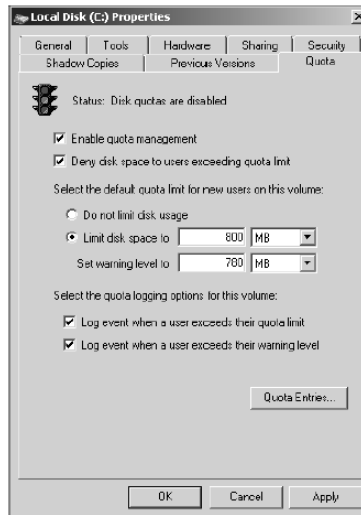 Local Disk (C:) Properties
General Tools Hardware Sharing Security
Shadow Copies Previous Versions Quota
Status: Disk quotas are disabled
Enable quota management
Deny disk space to users exceeding quota limit
Select the default quota limit for new users on this volume:
Do not limit disk usage
Limit disk space to 800 MB
Set warning level to 780 MB
Select the quota logging options for this volume:
Log event when a user exceeds their quota limit
Log event when a user exceeds their warning level
Quota Entries...
OK Cancel Apply